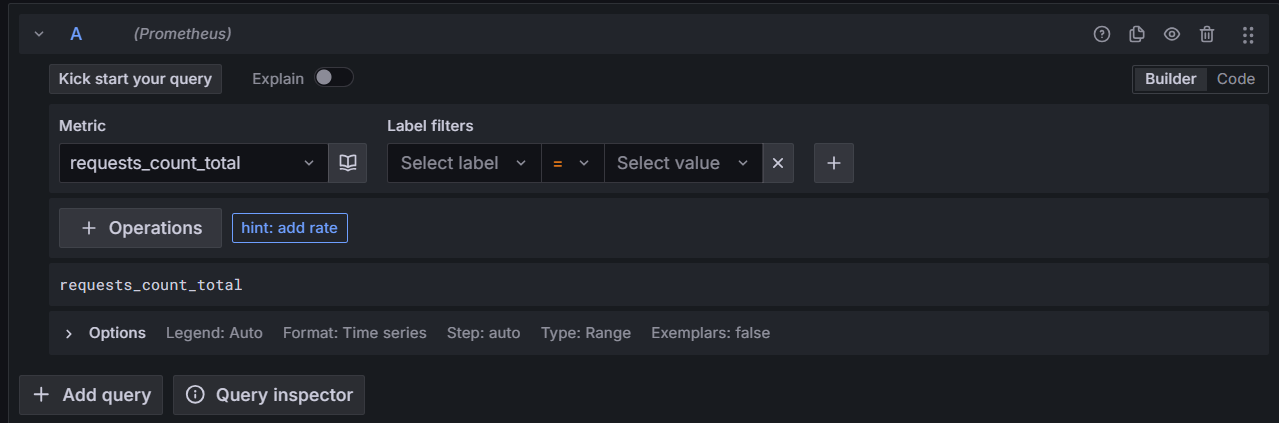 A (Prometheus)
Kick start your query Explain Builder Code
Metric Label filters
requests_count_total Select label = Select value
+ Operations hint: add rate
requests_count_total
Options Legend: Auto Format: Time series Step: auto Type: Range Exemplars: false
+ Add query Query inspector